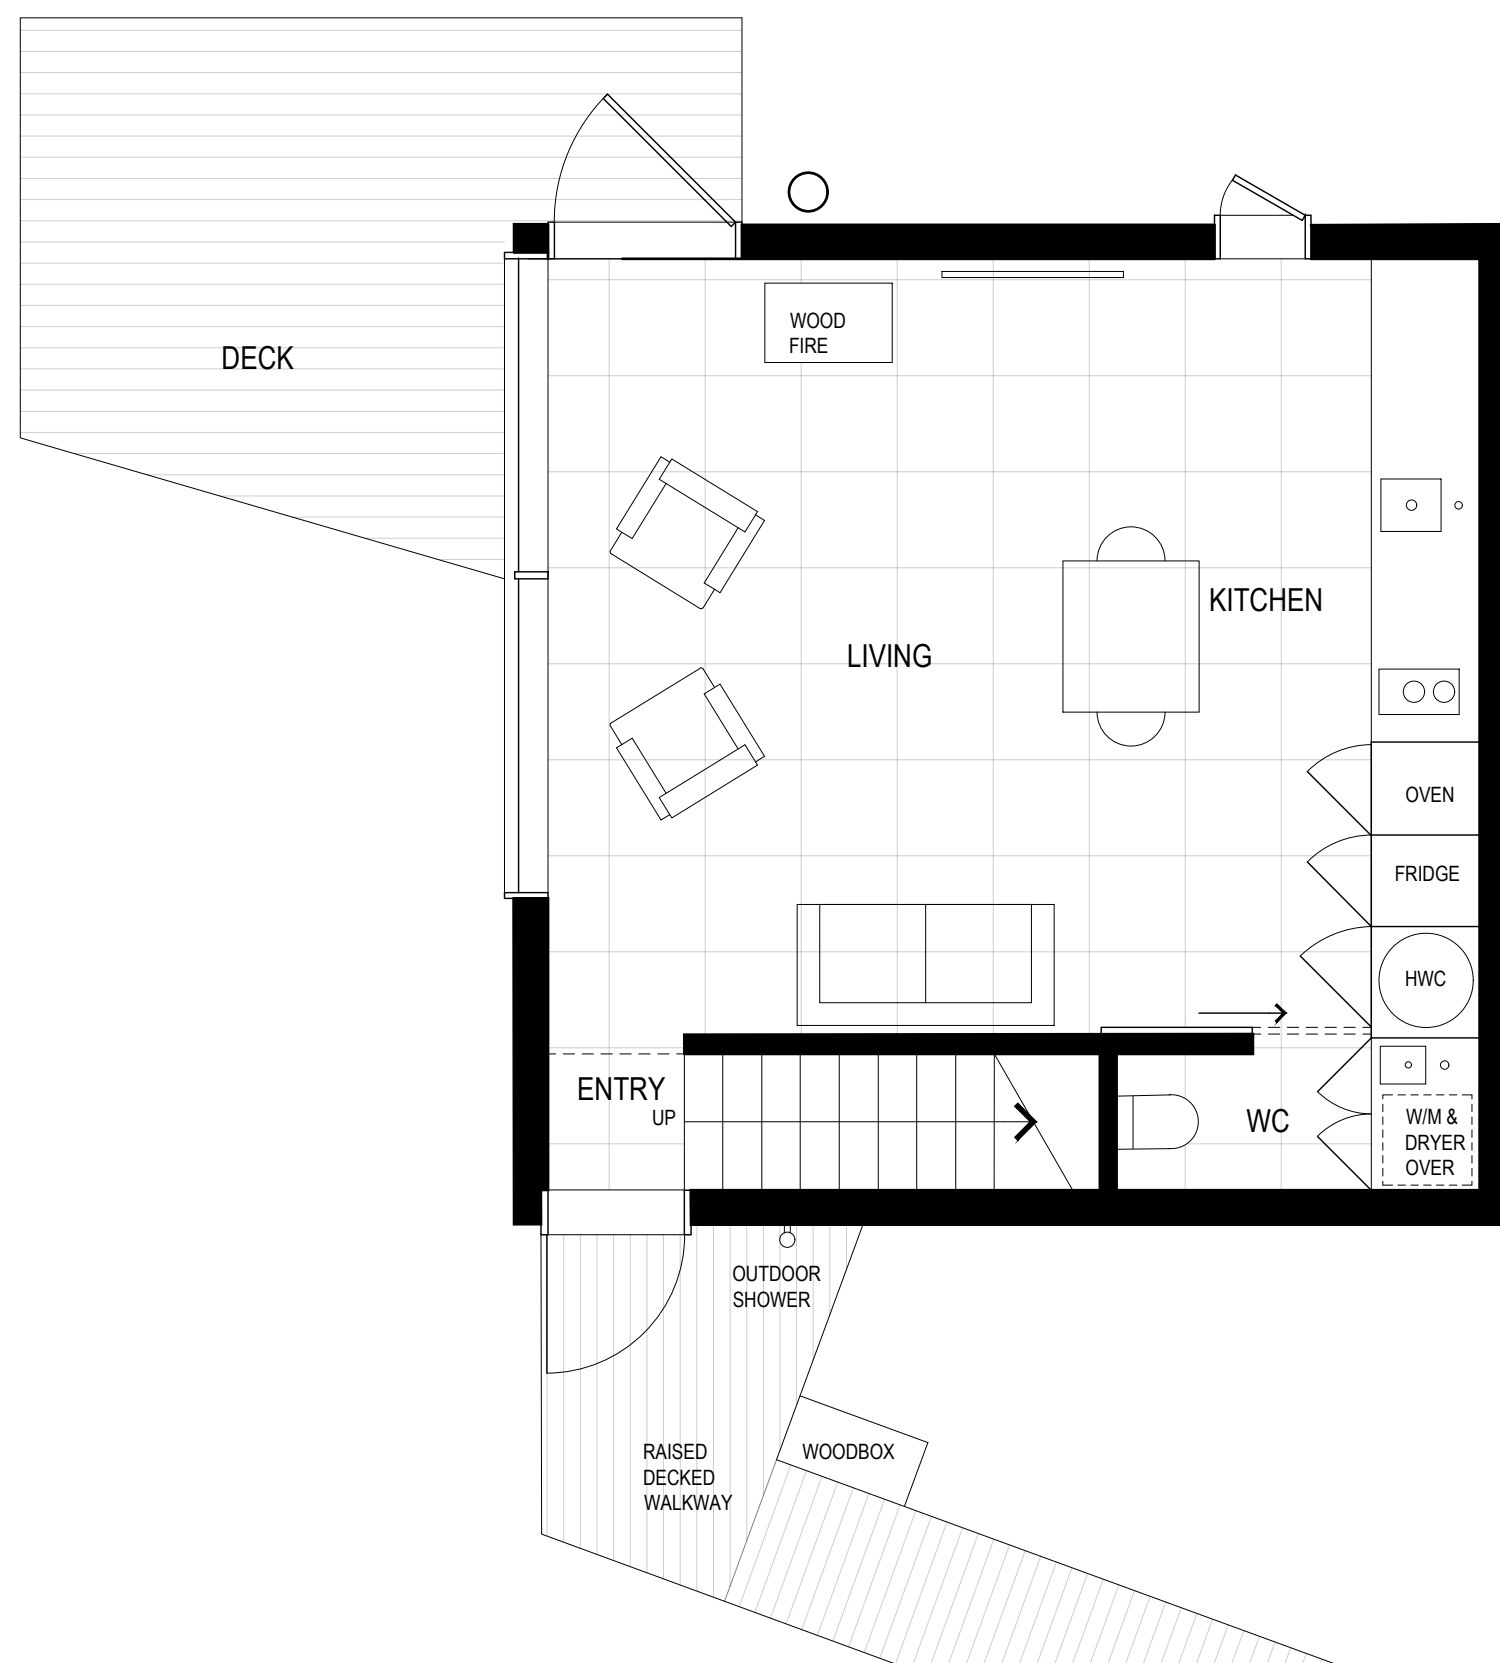 WOOD
FIRE
DECK
KITCHEN
LIVING
OVEN
FRIDGE
HWC
ENTRY
UP
WC
W/M &
DRYER
OVER
OUTDOOR
SHOWER
RAISED
DECKED
WALKWAY
WOODBOX